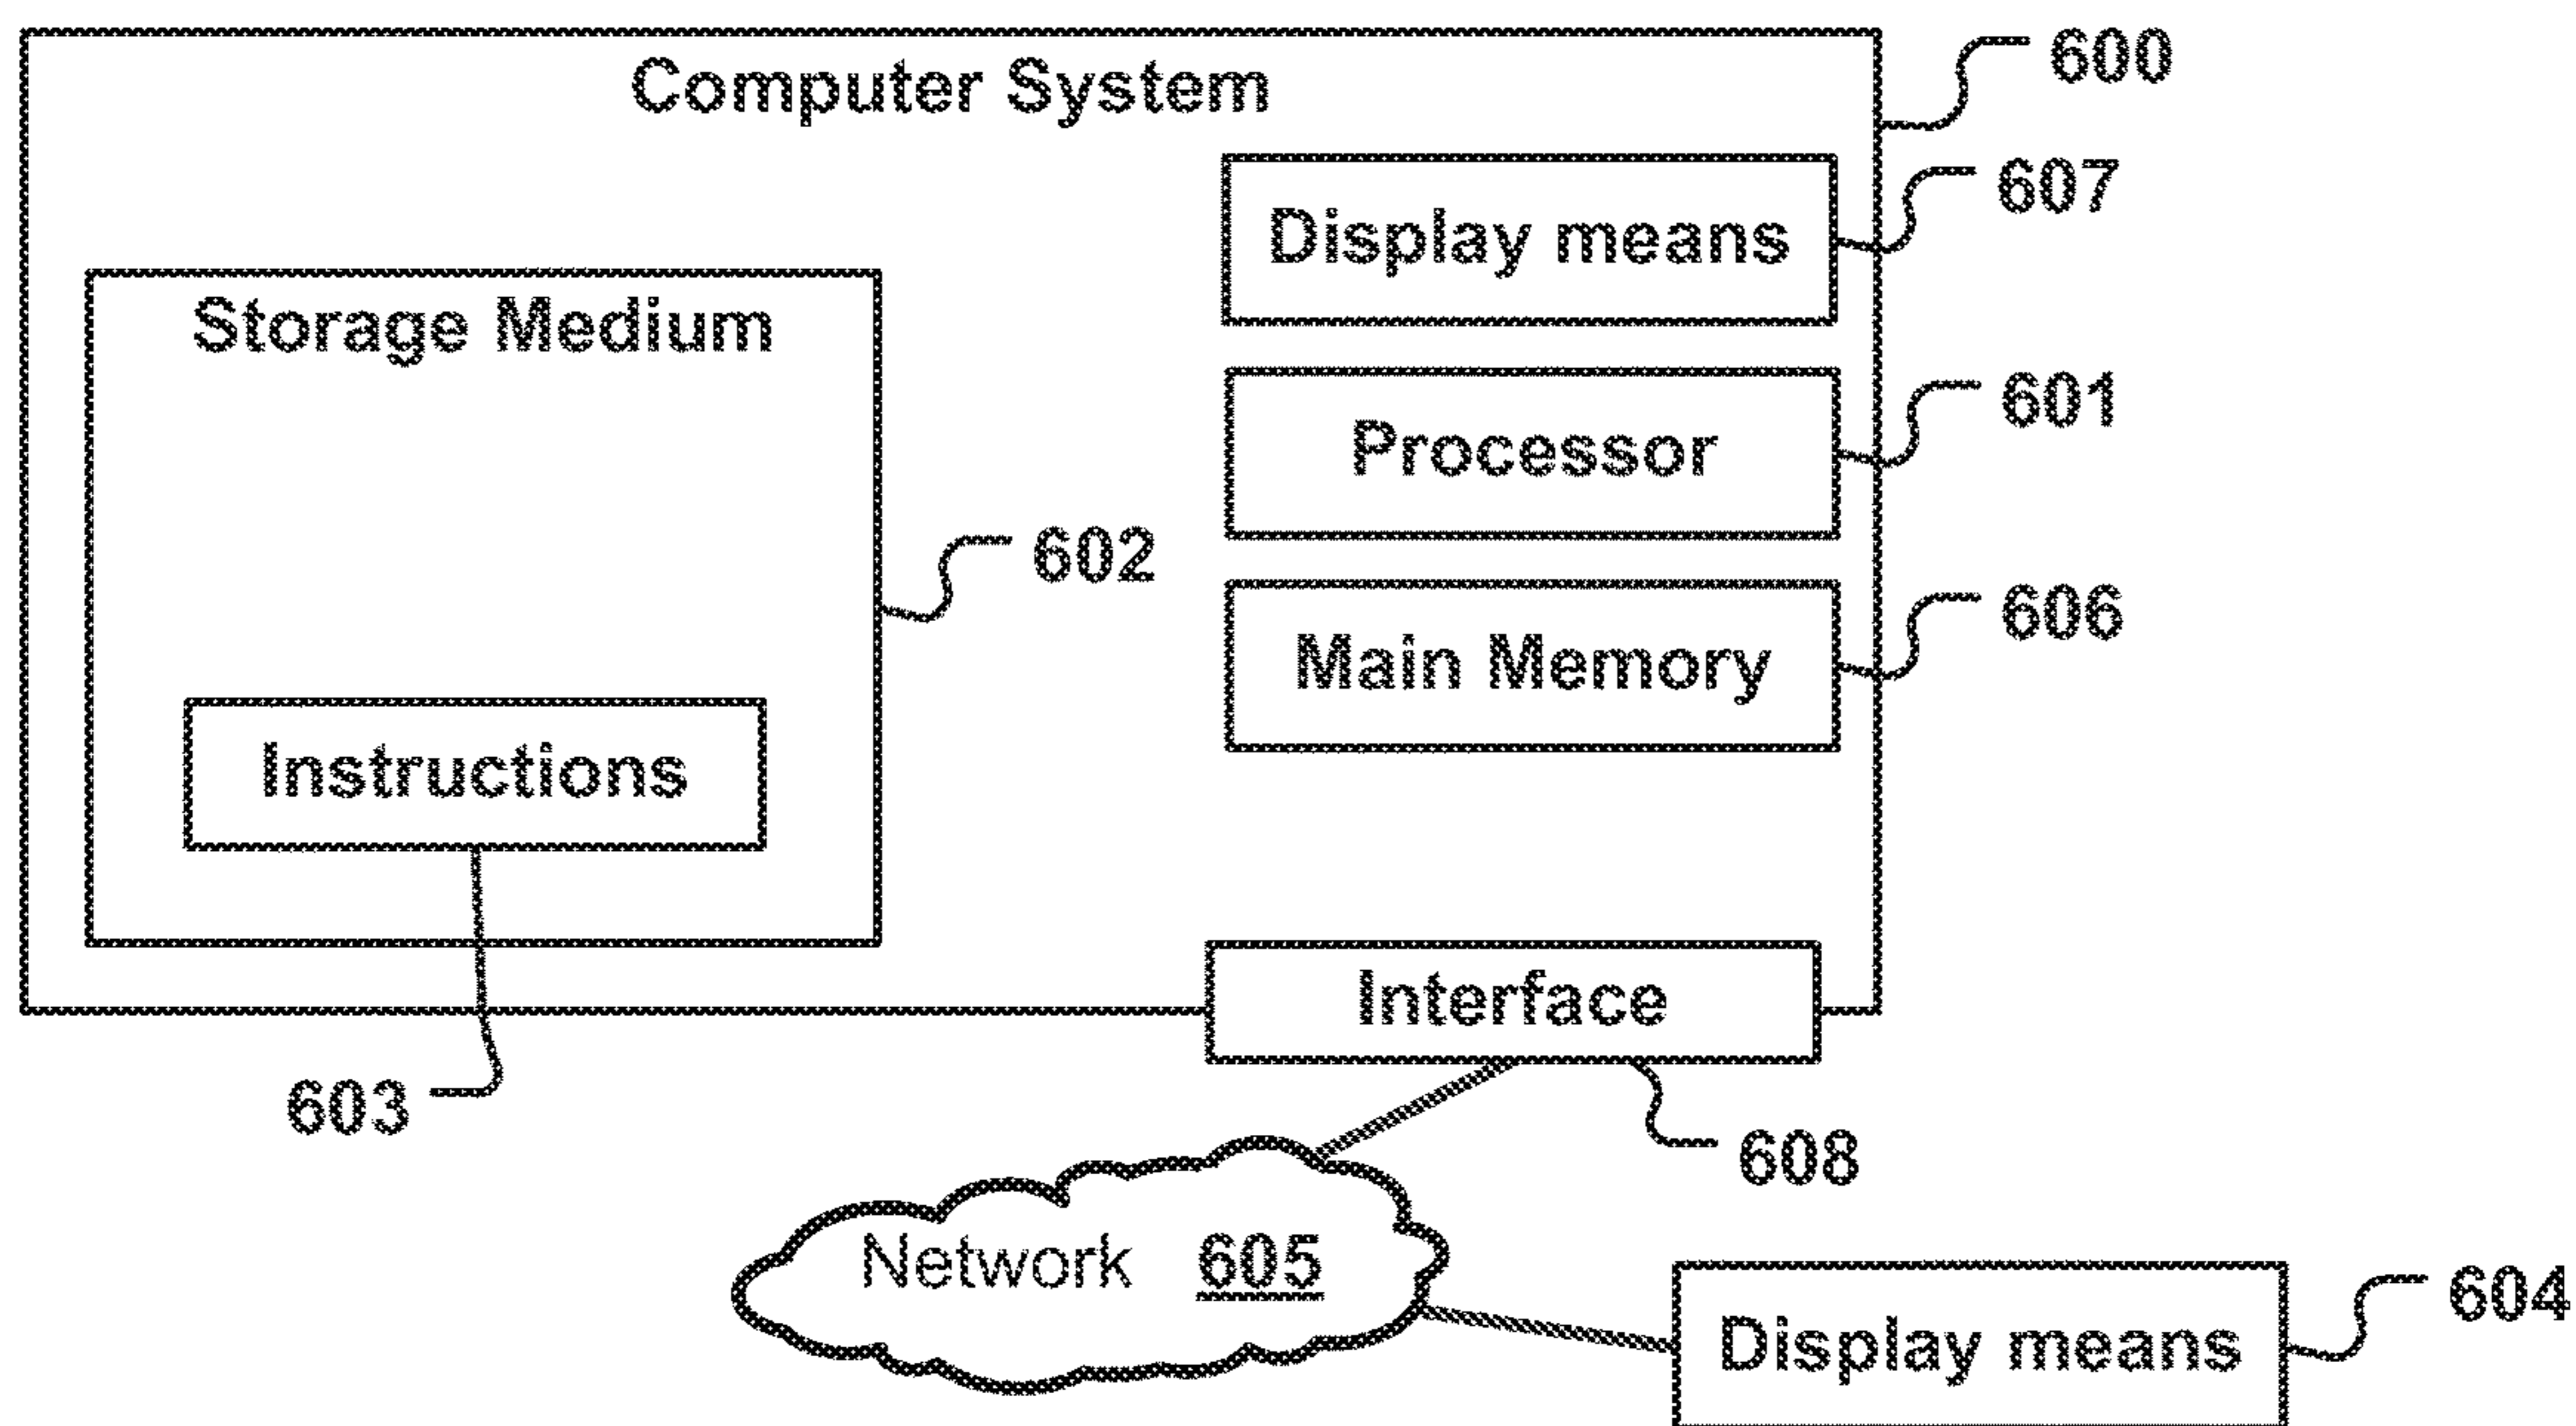 Computer System
600
Display means
607
Storage Medium
Processor
601
602
Main Memory
606
Instructions
Interface
603
608
Network 605
Display means
604